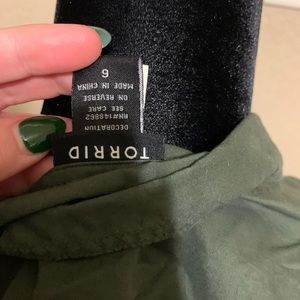 TORRID
DECORATION
RN#148862
SEE CARE
ON REVERSE
MADE IN CHINA
6